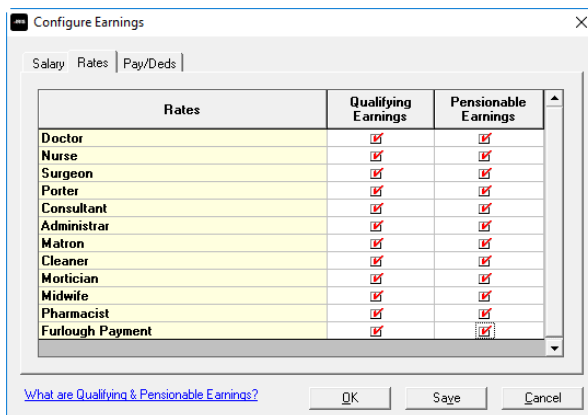 Configure Earnings
Salary Rates Pay/Deds
Rates Qualifying Earnings Pensionable Earnings
Doctor
Nurse
Surgeon
Porter
Consultant
Administrar
Matron
Cleaner
Mortician
Midwife
Pharmacist
Furlough Payment
What are Qualifying & Pensionable Earnings? OK Save Cancel